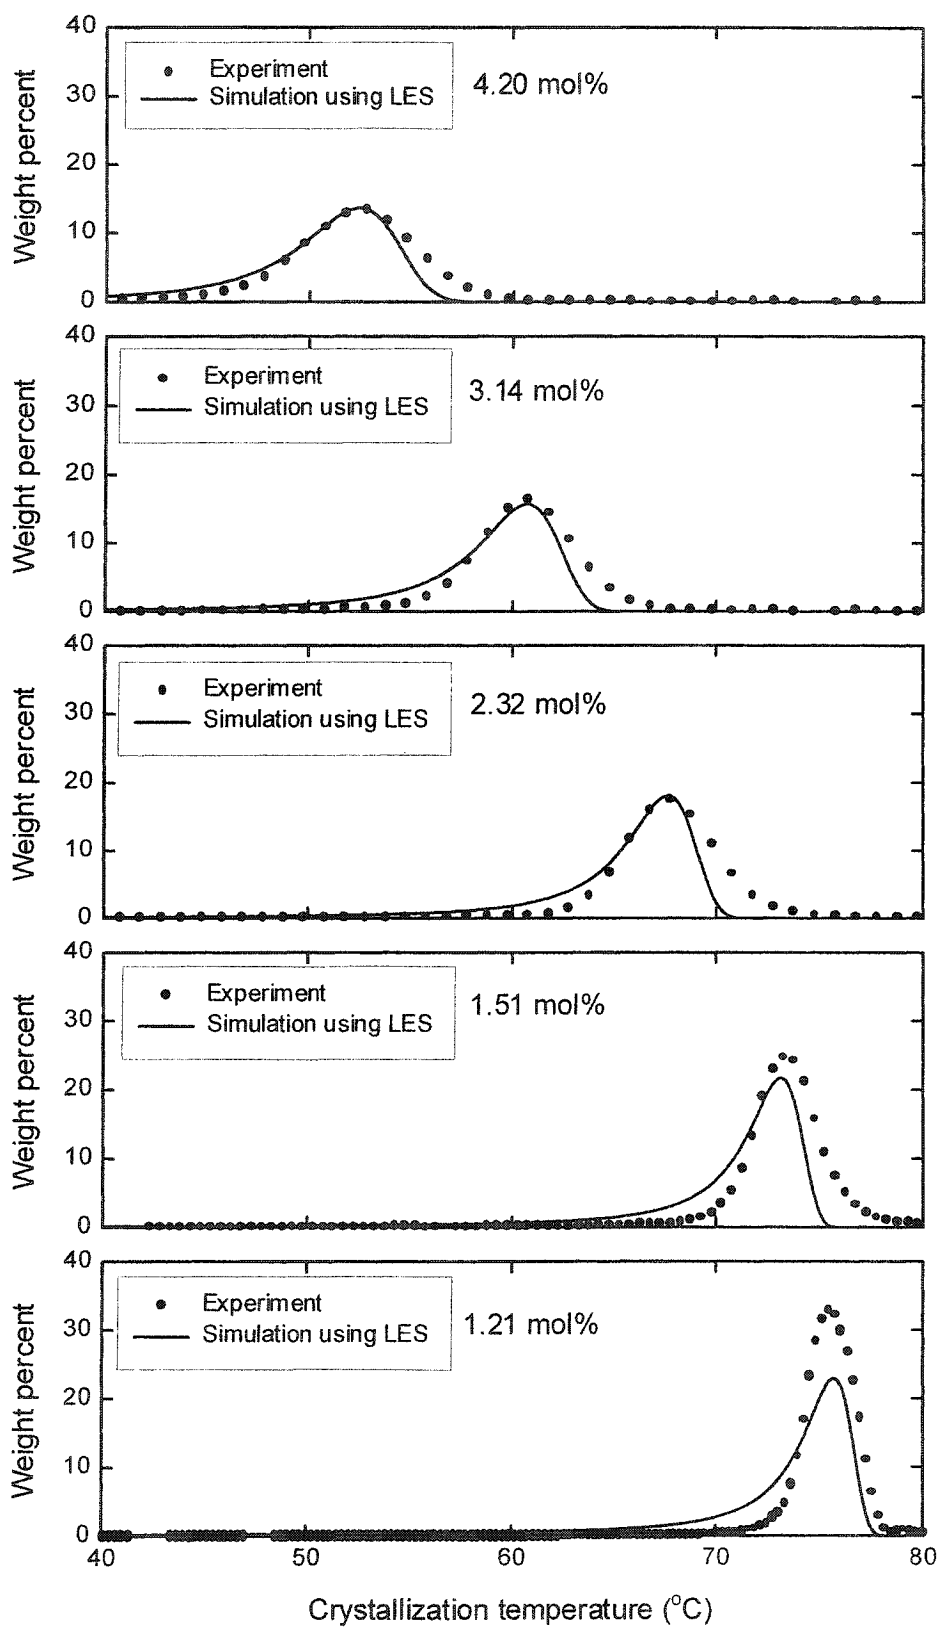 40
30
20
10
0
Weight percent
Experiment
Simulation using LES
4.20 mol%
40
30
20
10
0
Weight percent
Experiment
Simulation using LES
3.14 mol%
40
30
20
10
0
Weight percent
Experiment
Simulation using LES
2.32 mol%
40
30
20
10
0
Weight percent
Experiment
Simulation using LES
1.51 mol%
40
30
20
10
0
Weight percent
Experiment
Simulation using LES
1.21 mol%
40 50 60 70 80
Crystallization temperature (°C)